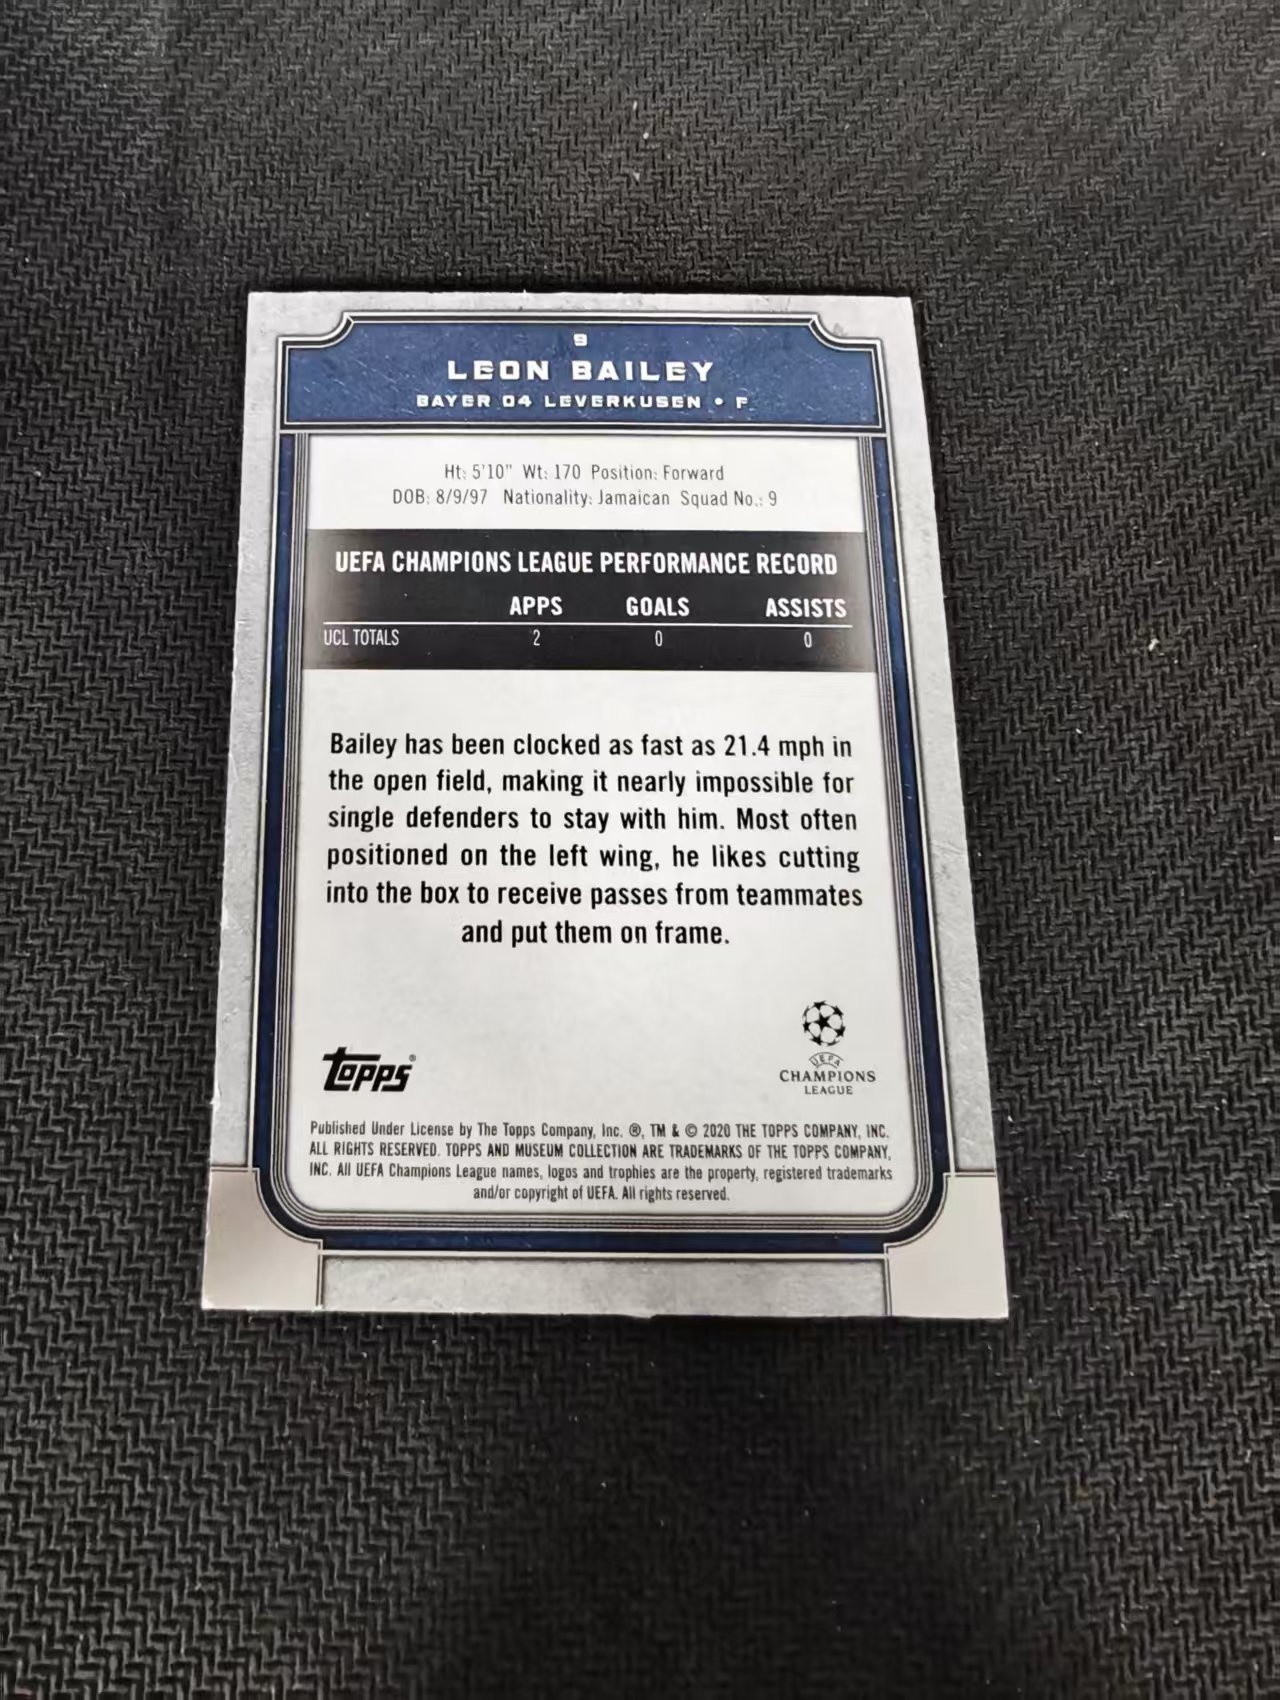 9
LEON BAILEY
BAYER 04 LEVERKUSEN • F
Ht: 5'10" Wt: 170 Position: Forward
DOB: 8/9/97 Nationality: Jamaican Squad No.: 9
UEFA CHAMPIONS LEAGUE PERFORMANCE RECORD
APPS GOALS ASSISTS
UCL TOTALS 2 0 0
Bailey has been clocked as fast as 21.4 mph in
the open field, making it nearly impossible for
single defenders to stay with him. Most often
positioned on the left wing, he likes cutting
into the box to receive passes from teammates
and put them on frame.
Topps®
UEFA
CHAMPIONS
LEAGUE
Published Under License by The Topps Company, Inc. ®, TM & © 2020 THE TOPPS COMPANY, INC.
ALL RIGHTS RESERVED. TOPPS AND MUSEUM COLLECTION ARE TRADEMARKS OF THE TOPPS COMPANY,
INC. All UEFA Champions League names, logos and trophies are the property, registered trademarks
and/or copyright of UEFA. All rights reserved.